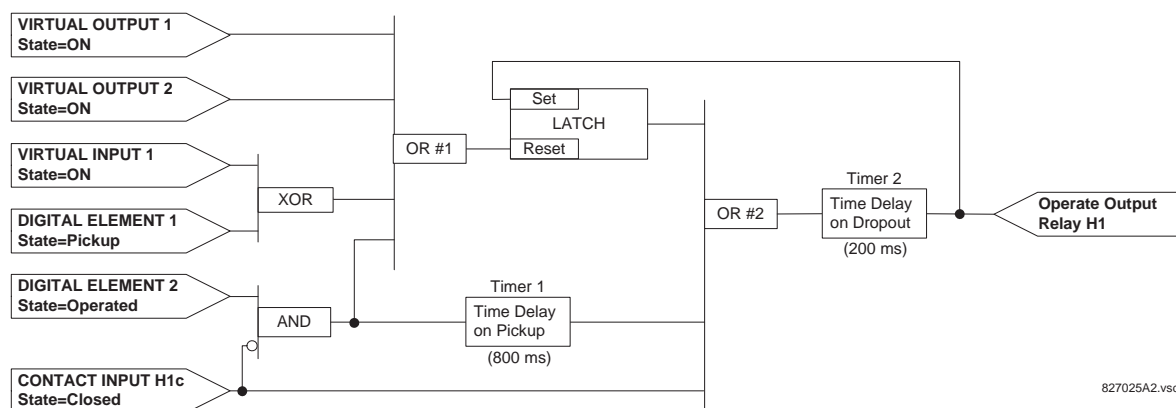 VIRTUAL OUTPUT 1
State=ON
VIRTUAL OUTPUT 2
State=ON
VIRTUAL INPUT 1
State=ON
DIGITAL ELEMENT 1
State=Pickup
DIGITAL ELEMENT 2
State=Operated
CONTACT INPUT H1c
State=Closed
XOR
AND
OR #1
Set
LATCH
Reset
Timer 1
Time Delay
on Pickup
(800 ms)
OR #2
Timer 2
Time Delay
on Dropout
(200 ms)
Operate Output
Relay H1
827025A2.vsd